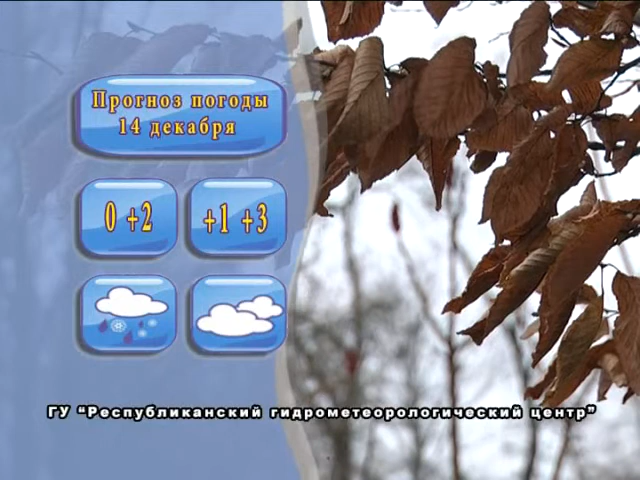 Прогноз погоды
14 декабря
0 +2
+1 +3
ГУ “Республиканский гидрометеорологический центр”